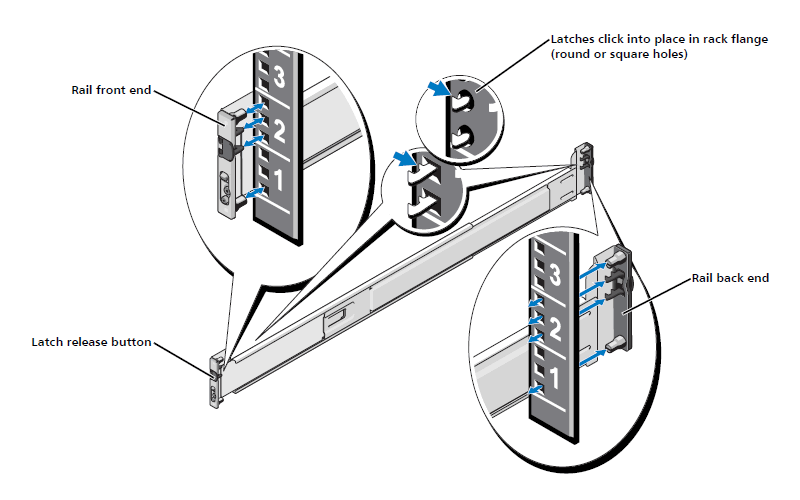 Latches click into place in rack flange
(round or square holes)
Rail front end
3
2
1
Rail back end
3
2
1
Latch release button